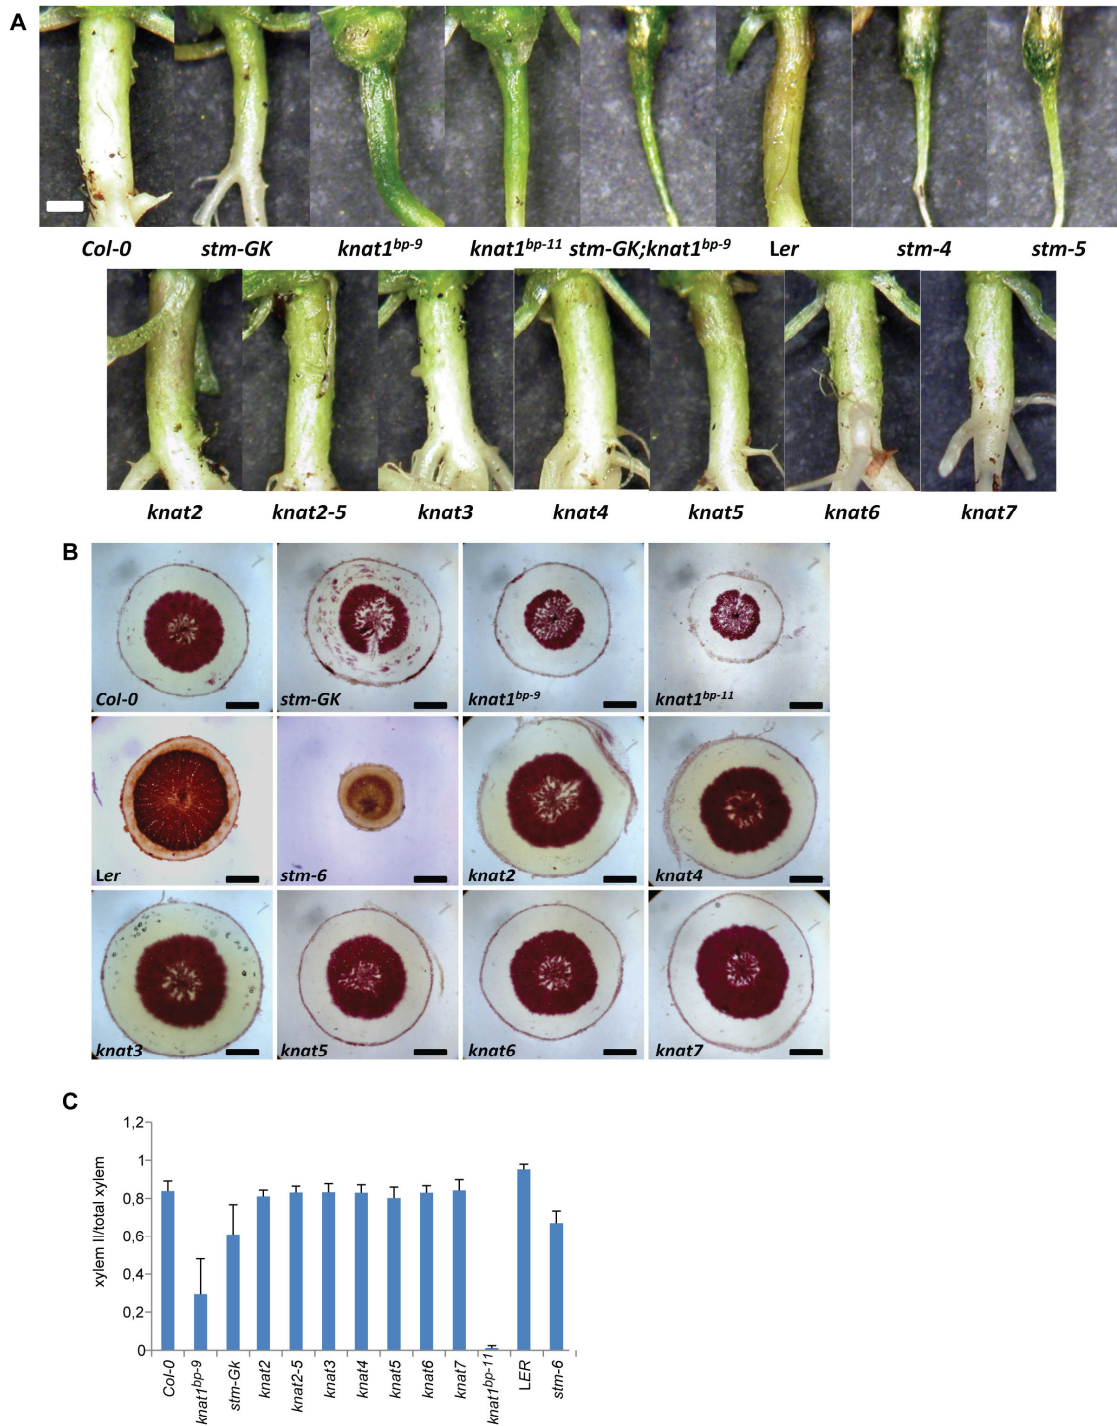 A
Col-0 stm-GK knat1bp-9 knat1bp-11 stm-GK;knat1bp-9 Ler stm-4 stm-5
knat2 knat2-5 knat3 knat4 knat5 knat6 knat7
B
Col-0 stm-GK knat1bp-9 knat1bp-11
Ler stm-6 knat2 knat4
knat3 knat5 knat6 knat7
C
1,2
1
0,8
0,6
0,4
0,2
0
xylem II/total xylem
Col-0
knat1bp-9
stm-Gk
knat2
knat2-5
knat3
knat4
knat5
knat6
knat7
knat1bp-11
LER
stm-6